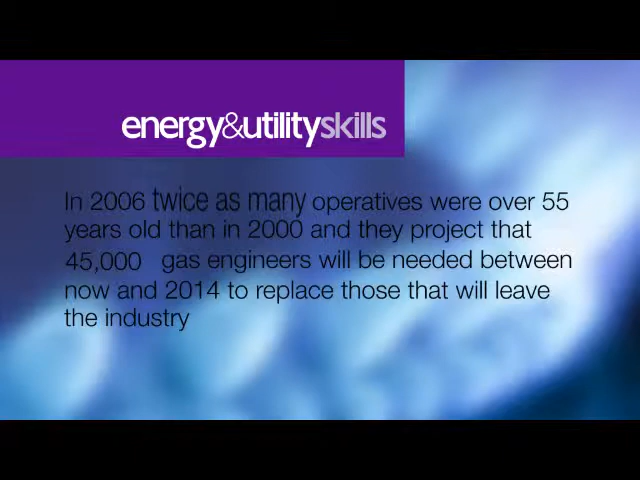 energy&utilityskills
In 2006 twice as many operatives were over 55
years old than in 2000 and they project that
45,000 gas engineers will be needed between
now and 2014 to replace those that will leave
the industry